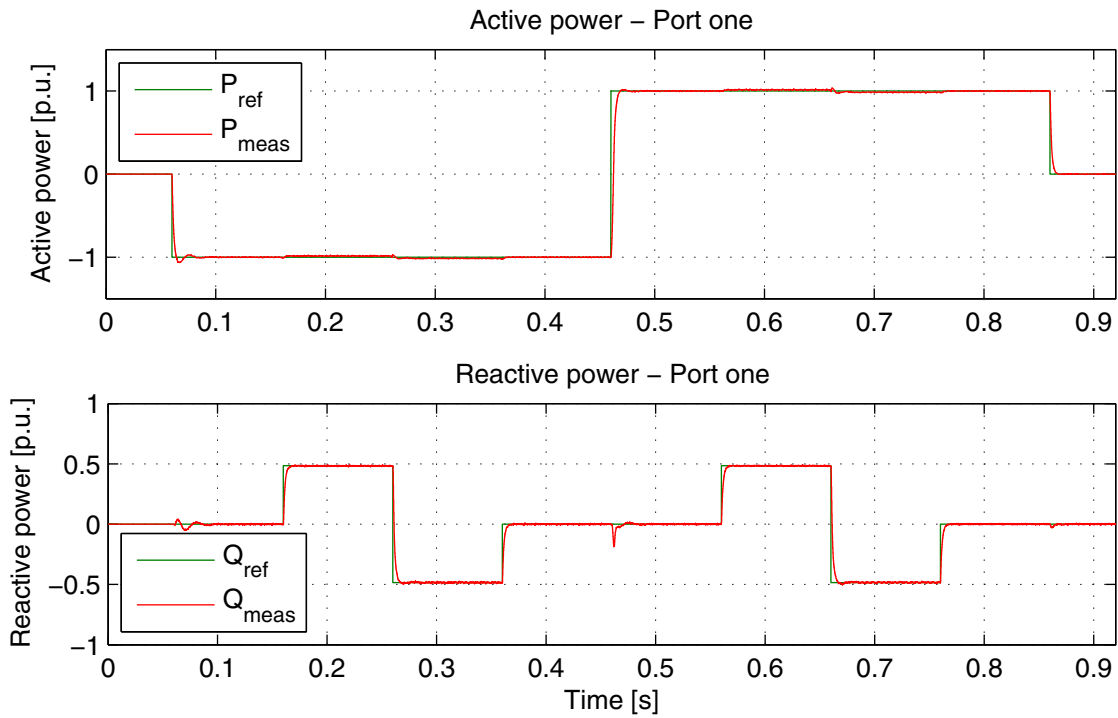 Active power − Port one
Active power [p.u.]
1
0
−1
P_ref
P_meas
0 0.1 0.2 0.3 0.4 0.5 0.6 0.7 0.8 0.9
Reactive power − Port one
Reactive power [p.u.]
1
0.5
0
−0.5
−1
Q_ref
Q_meas
0 0.1 0.2 0.3 0.4 0.5 0.6 0.7 0.8 0.9
Time [s]